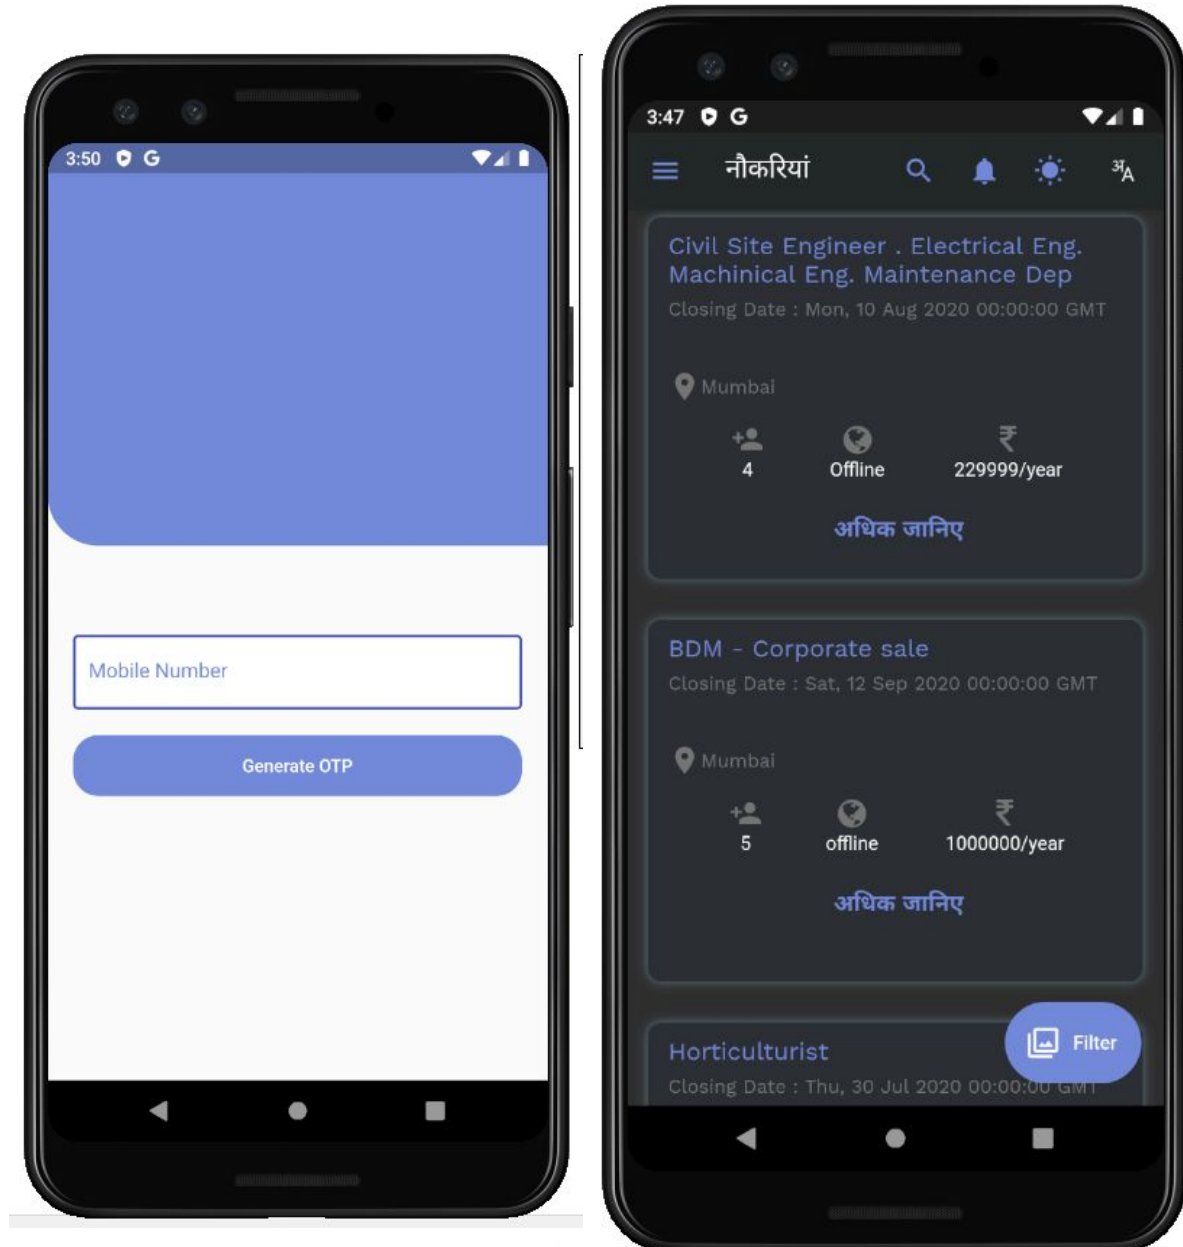 3:50 G
Mobile Number
Generate OTP
3:47 G
नौकरियां
अA
Civil Site Engineer . Electrical Eng.
Machinical Eng. Maintenance Dep
Closing Date : Mon, 10 Aug 2020 00:00:00 GMT
Mumbai
4 Offline 229999/year
अधिक जानिए
BDM - Corporate sale
Closing Date : Sat, 12 Sep 2020 00:00:00 GMT
Mumbai
5 offline 1000000/year
अधिक जानिए
Horticulturist
Filter
Closing Date : Thu, 30 Jul 2020 00:00:00 GMT